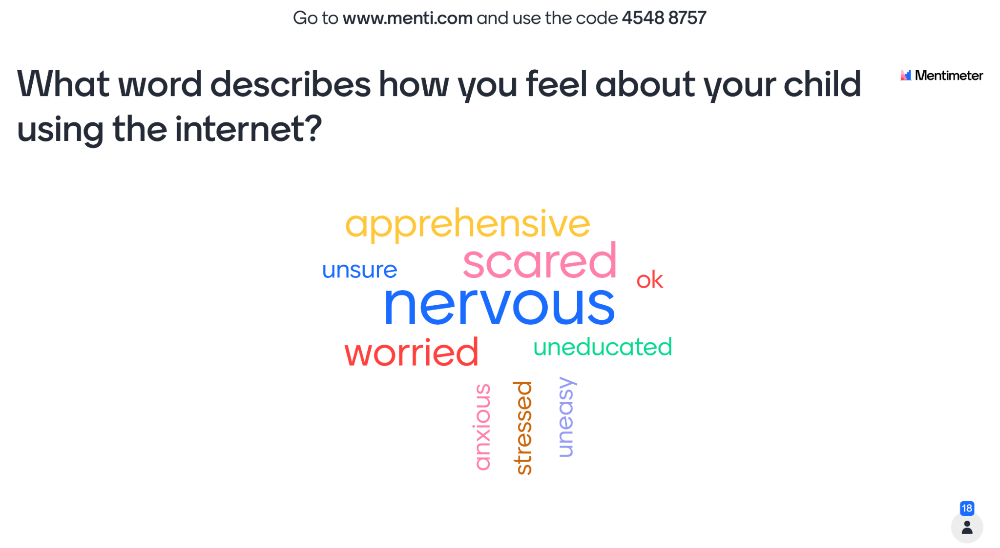 Go to www.menti.com and use the code 4548 8757
What word describes how you feel about your child
using the internet?
Mentimeter
apprehensive
scared
unsure
ok
nervous
worried
uneducated
anxious
stressed
uneasy
18